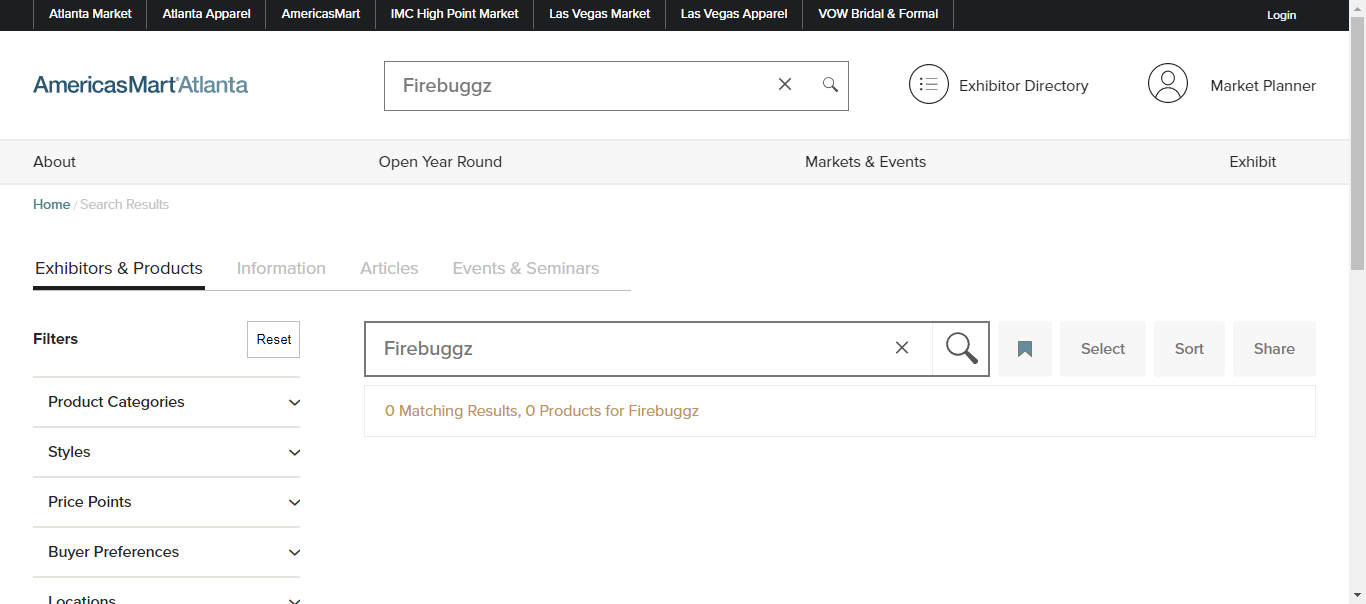 Atlanta Market Atlanta Apparel AmericasMart IMC High Point Market Las Vegas Market Las Vegas Apparel VOW Bridal & Formal Login
AmericasMart Atlanta Firebuggz Exhibitor Directory Market Planner
About Open Year Round Markets & Events Exhibit
Home / Search Results
Exhibitors & Products Information Articles Events & Seminars
Filters Reset Firebuggz Select Sort Share
Product Categories
0 Matching Results, 0 Products for Firebuggz
Styles
Price Points
Buyer Preferences
Locations